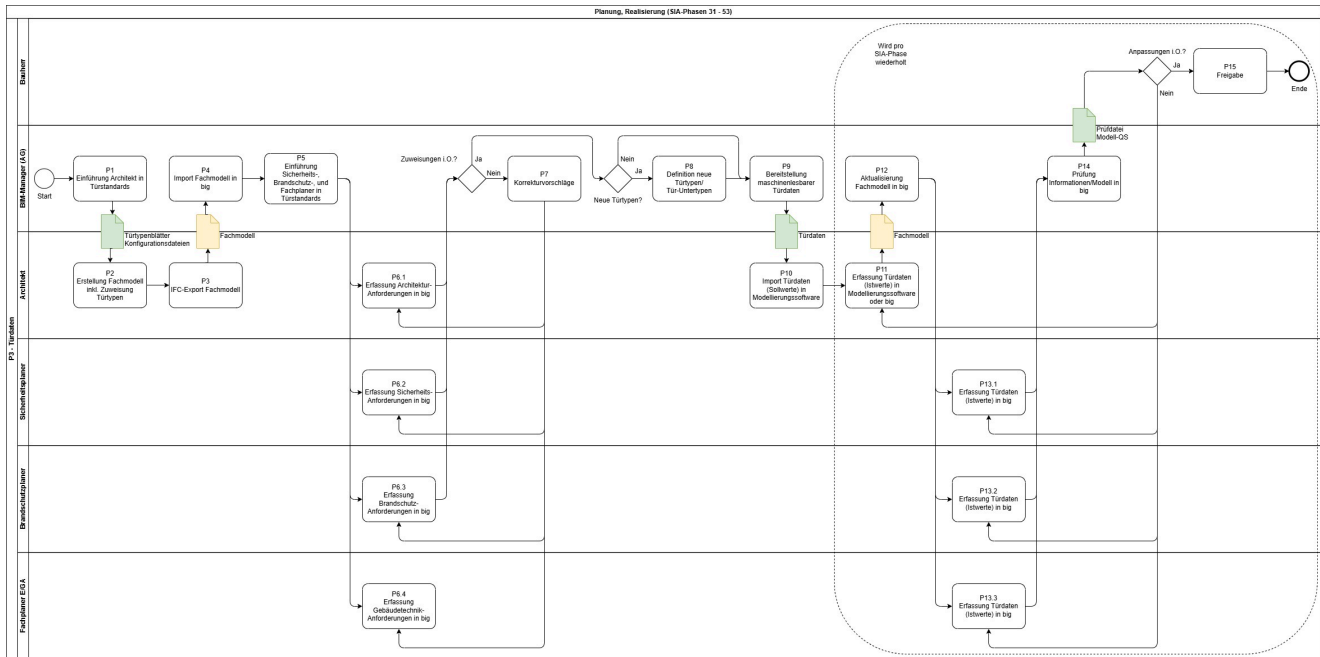 Planung, Realisierung (SIA-Phasen 31 - 53)
P3 - Türdaten
Bauherr
Wird pro
SIA-Phase
wiederholt
Anpassungen i.O.?
Ja
Nein
P15
Freigabe
Ende
Prüfdatei
Modell-QS
BIM-Manager (AG)
Start
P1
Einführung Architekt in
Türstandards
P4
Import Fachmodell in
big
P5
Einführung
Sicherheits-,
Brandschutz-, und
Fachplaner in
Türstandards
Zuweisungen i.O.?
Ja
Nein
P7
Korrekturvorschläge
Nein
Ja
Neue Türtypen?
P8
Definition neue
Türtypen/
Tür-Untertypen
P9
Bereitstellung
maschinenlesbarer
Türdaten
P12
Aktualisierung
Fachmodell in big
P14
Prüfung
Informationen/Modell in
big
Türtypenblätter
Konfigurationsdateien
Fachmodell
Türdaten
Fachmodell
Architekt
P2
Erstellung Fachmodell
inkl. Zuweisung
Türtypen
P3
IFC-Export Fachmodell
P6.1
Erfassung Architektur-
Anforderungen in big
P10
Import Türdaten
(Sollwerte) in
Modellierungssoftware
P11
Erfassung Türdaten
(Istwerte) in
Modellierungssoftware
oder big
Sicherheitsplaner
P6.2
Erfassung Sicherheits-
Anforderungen in big
P13.1
Erfassung Türdaten
(Istwerte) in big
Brandschutzplaner
P6.3
Erfassung
Brandschutz-
Anforderungen in big
P13.2
Erfassung Türdaten
(Istwerte) in big
Fachplaner E/GA
P6.4
Erfassung
Gebäudetechnik-
Anforderungen in big
P13.3
Erfassung Türdaten
(Istwerte) in big